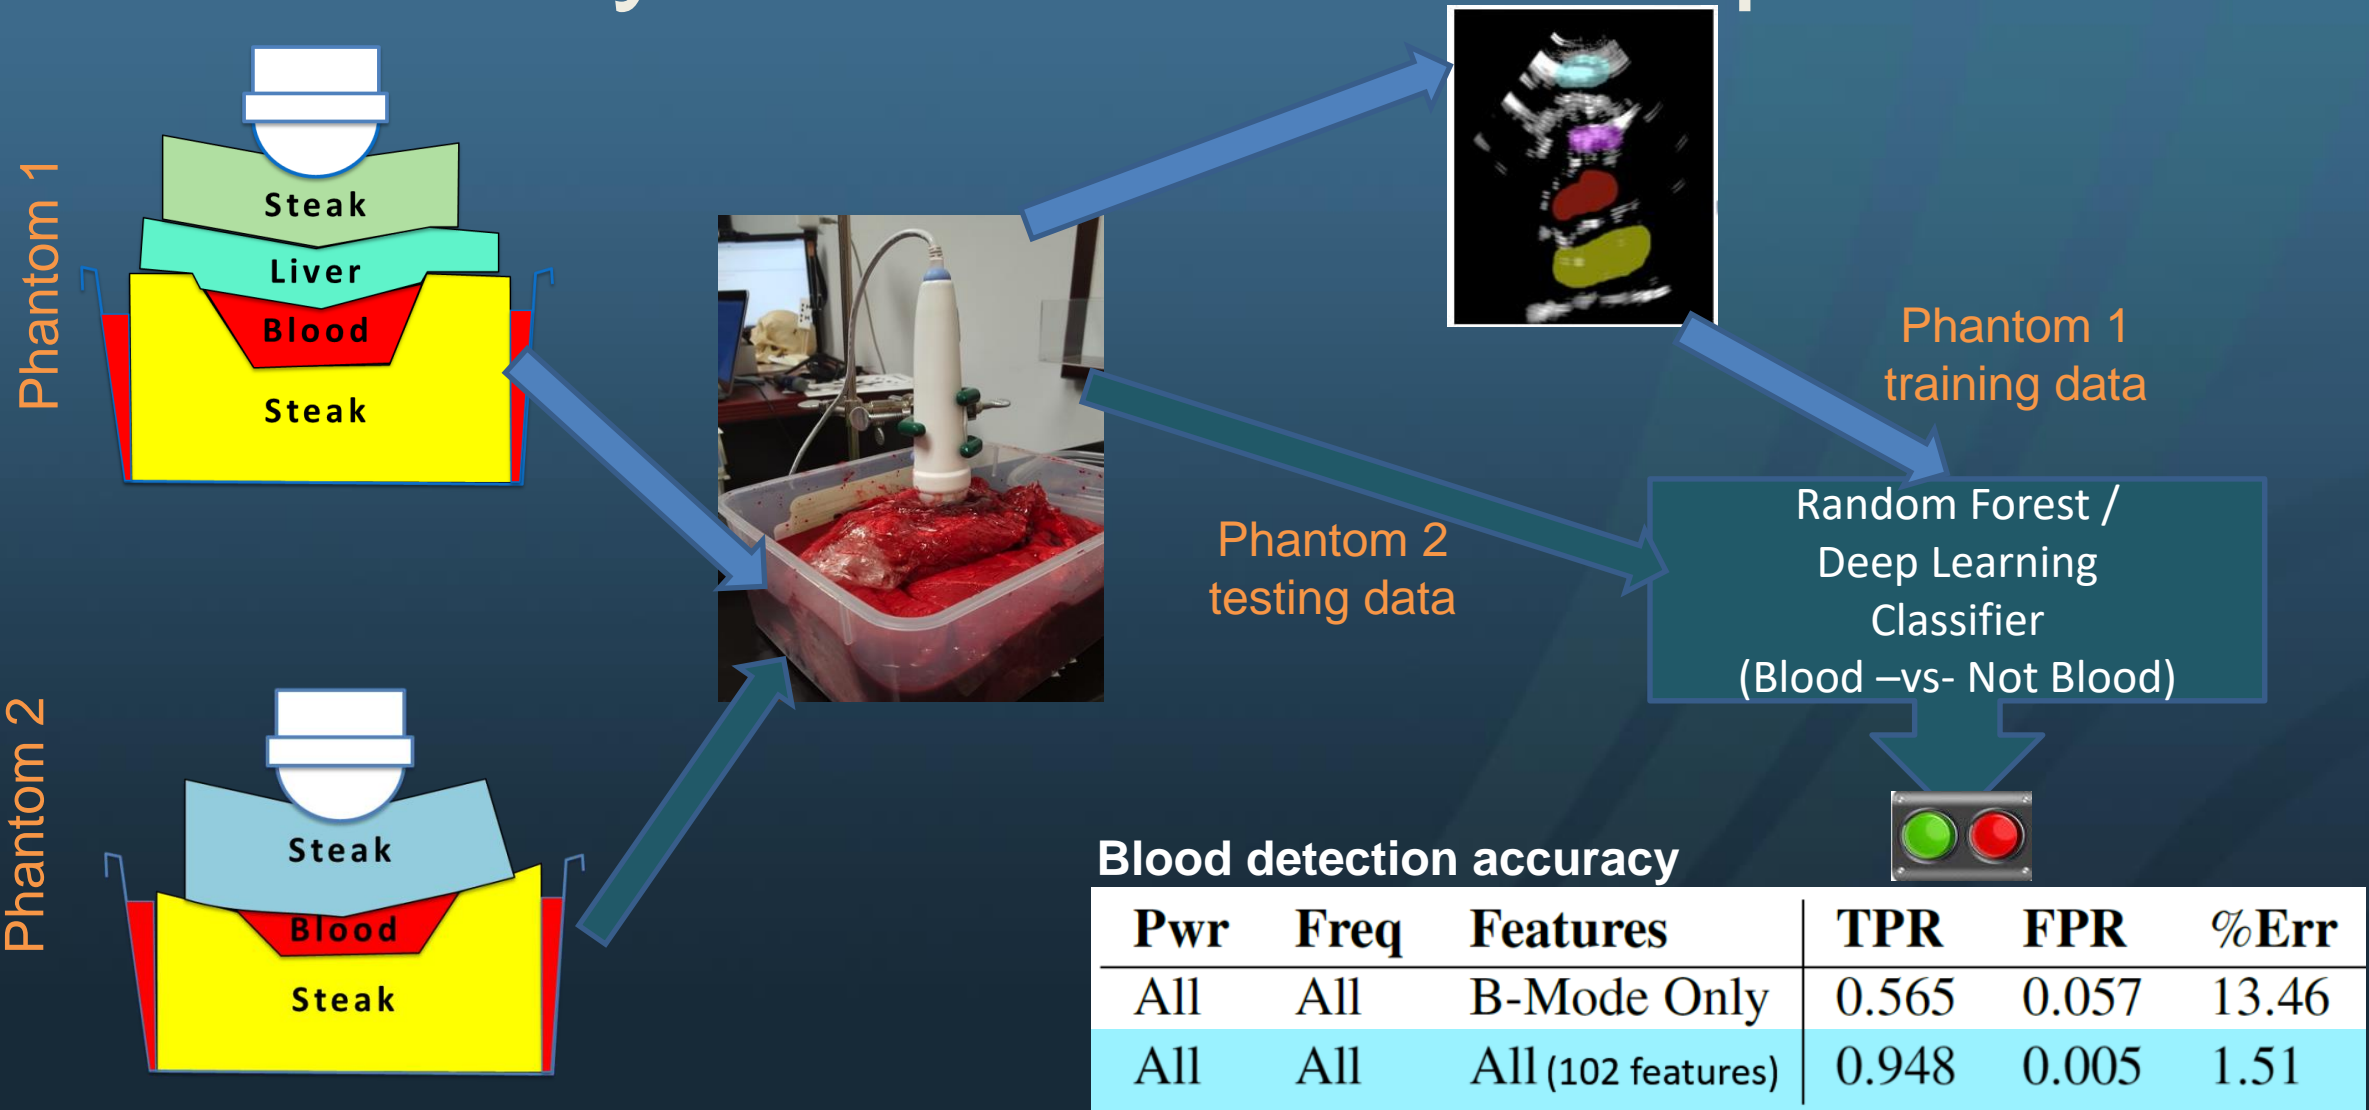 Phantom 1
Steak
Liver
Blood
Steak
Phantom 1
training data
Phantom 2
testing data
Random Forest /
Deep Learning
Classifier
(Blood –vs- Not Blood)
Phantom 2
Steak
Blood
Steak
Blood detection accuracy
Pwr Freq Features TPR FPR %Err
All All B-Mode Only 0.565 0.057 13.46
All All All (102 features) 0.948 0.005 1.51